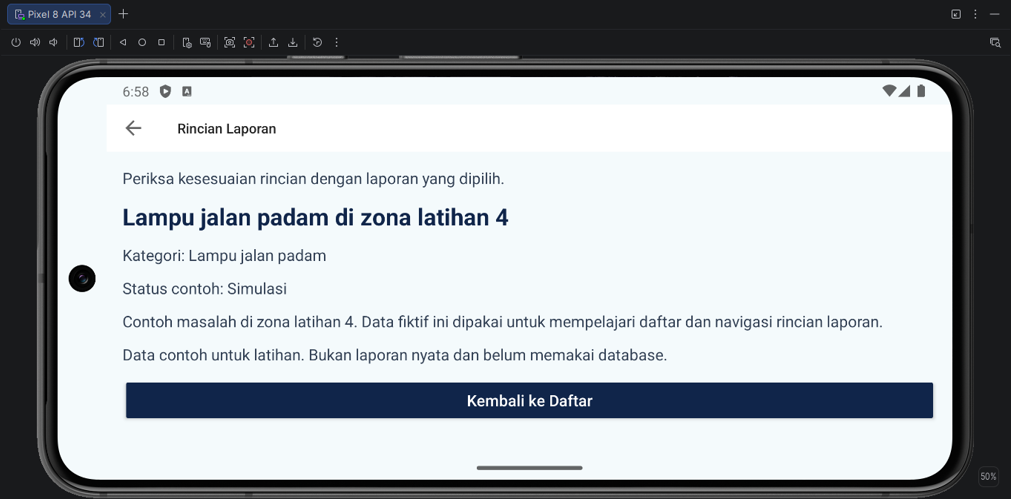 Pixel 8 API 34
6:58
Rincian Laporan
Periksa kesesuaian rincian dengan laporan yang dipilih.
Lampu jalan padam di zona latihan 4
Kategori: Lampu jalan padam
Status contoh: Simulasi
Contoh masalah di zona latihan 4. Data fiktif ini dipakai untuk mempelajari daftar dan navigasi rincian laporan.
Data contoh untuk latihan. Bukan laporan nyata dan belum memakai database.
Kembali ke Daftar
50%